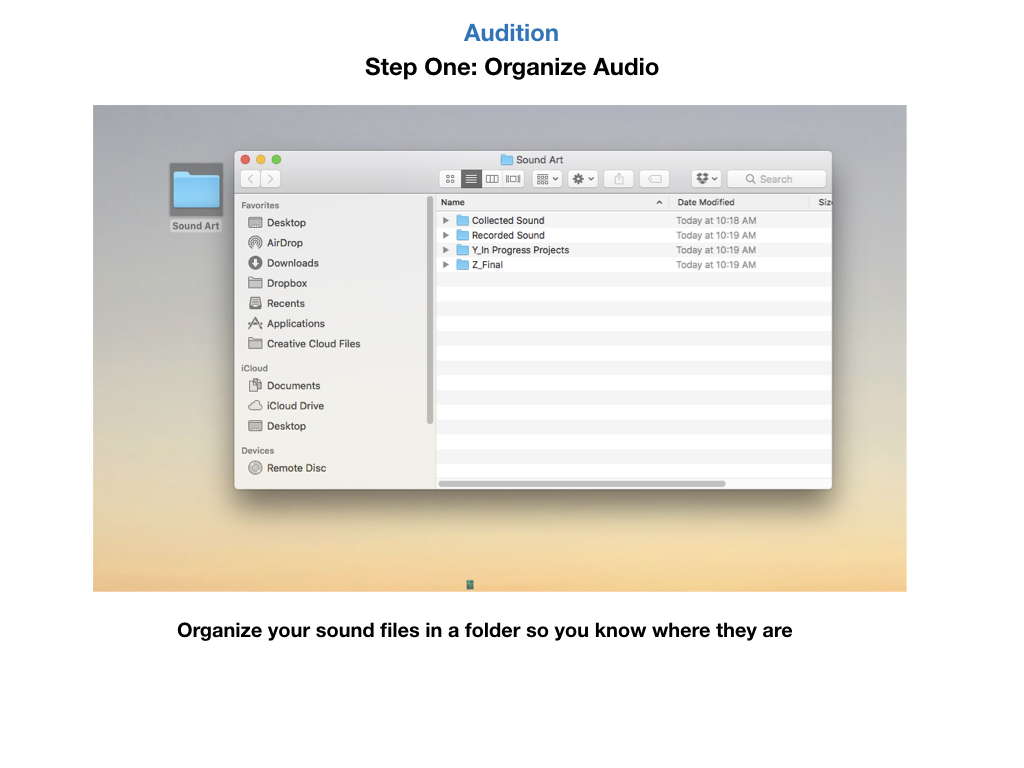 Audition
Step One: Organize Audio
Sound Art
Sound Art
Search
Favorites
Desktop
AirDrop
Downloads
Dropbox
Recents
Applications
Creative Cloud Files
iCloud
Documents
iCloud Drive
Desktop
Devices
Remote Disc
Name Date Modified Siz
Collected Sound Today at 10:18 AM
Recorded Sound Today at 10:19 AM
Y_In Progress Projects Today at 10:19 AM
Z_Final Today at 10:19 AM
Organize your sound files in a folder so you know where they are